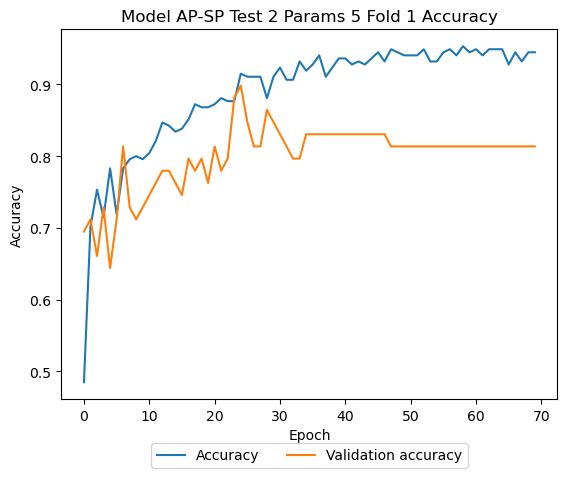 Model AP-SP Test 2 Params 5 Fold 1 Accuracy
Accuracy
0.9
0.8
0.7
0.6
0.5
0 10 20 30 40 50 60 70
Epoch
Accuracy Validation accuracy